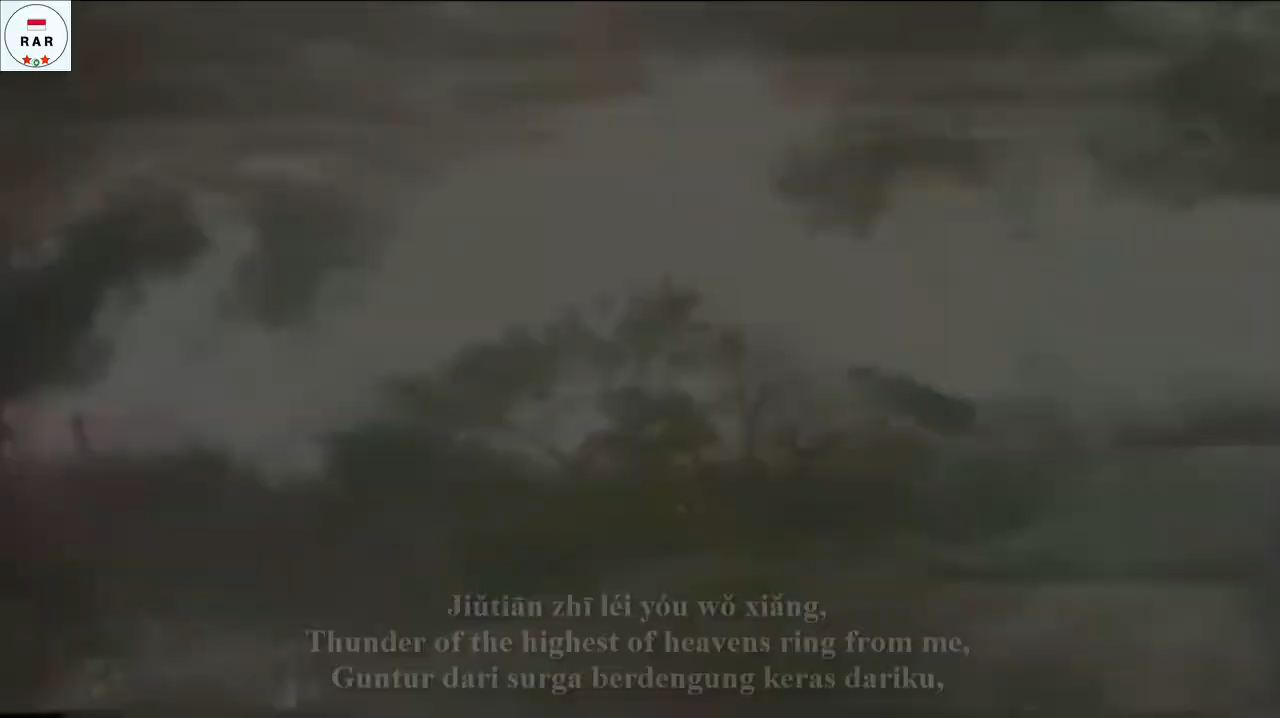 RAR
Jiǔtiān zhī léi yóu wǒ xiǎng,
Thunder of the highest of heavens ring from me,
Guntur dari surga berdengung keras dariku,